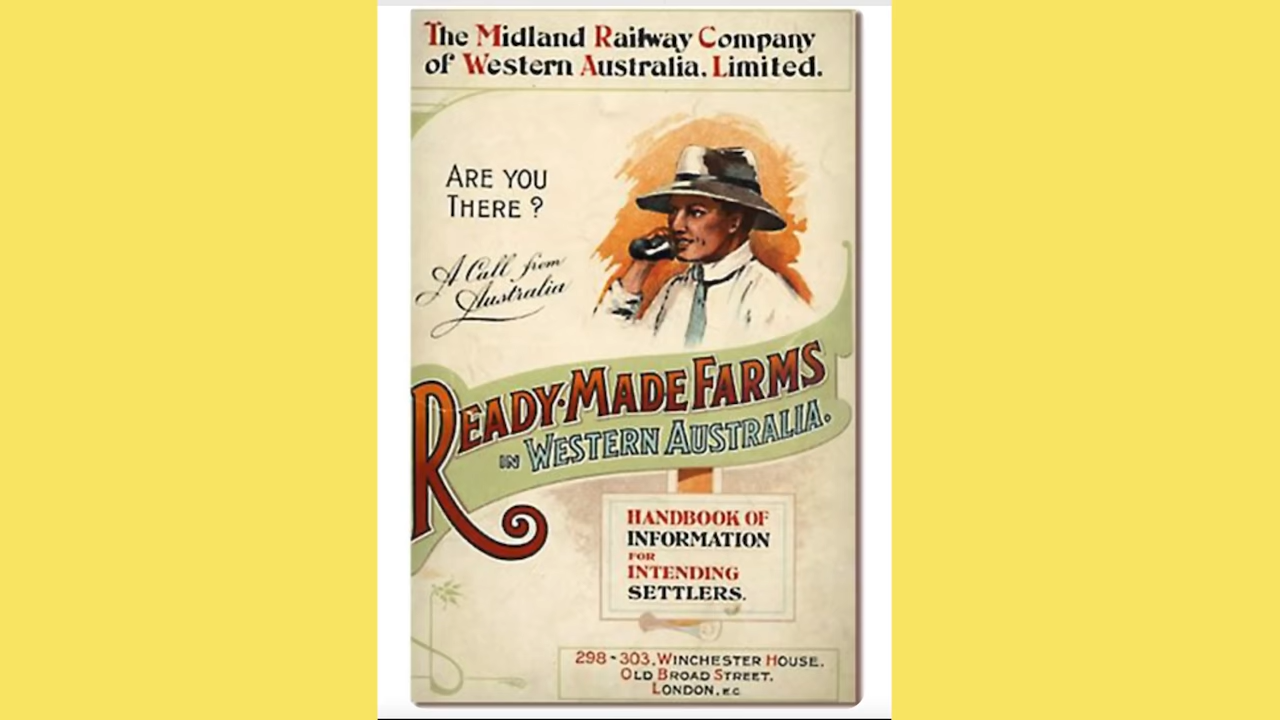 The Midland Railway Company
of Western Australia. Limited.
ARE YOU
THERE ?
A Call from
Australia
READY-MADE FARMS
IN WESTERN AUSTRALIA.
HANDBOOK OF
INFORMATION
FOR
INTENDING
SETTLERS.
298-303, WINCHESTER HOUSE,
OLD BROAD STREET,
LONDON, E.C.